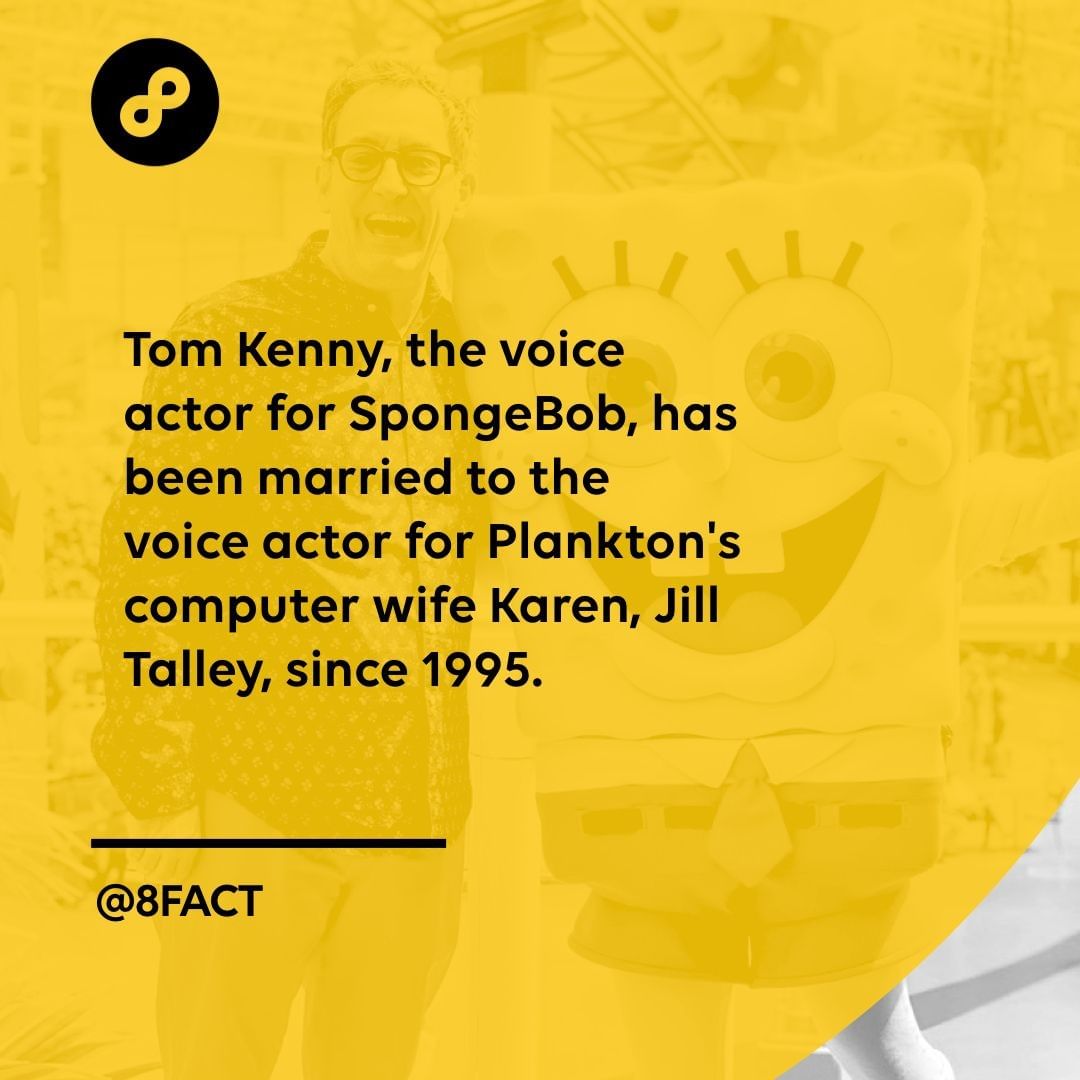 Tom Kenny, the voice
actor for SpongeBob, has
been married to the
voice actor for Plankton's
computer wife Karen, Jill
Talley, since 1995.
@8FACT